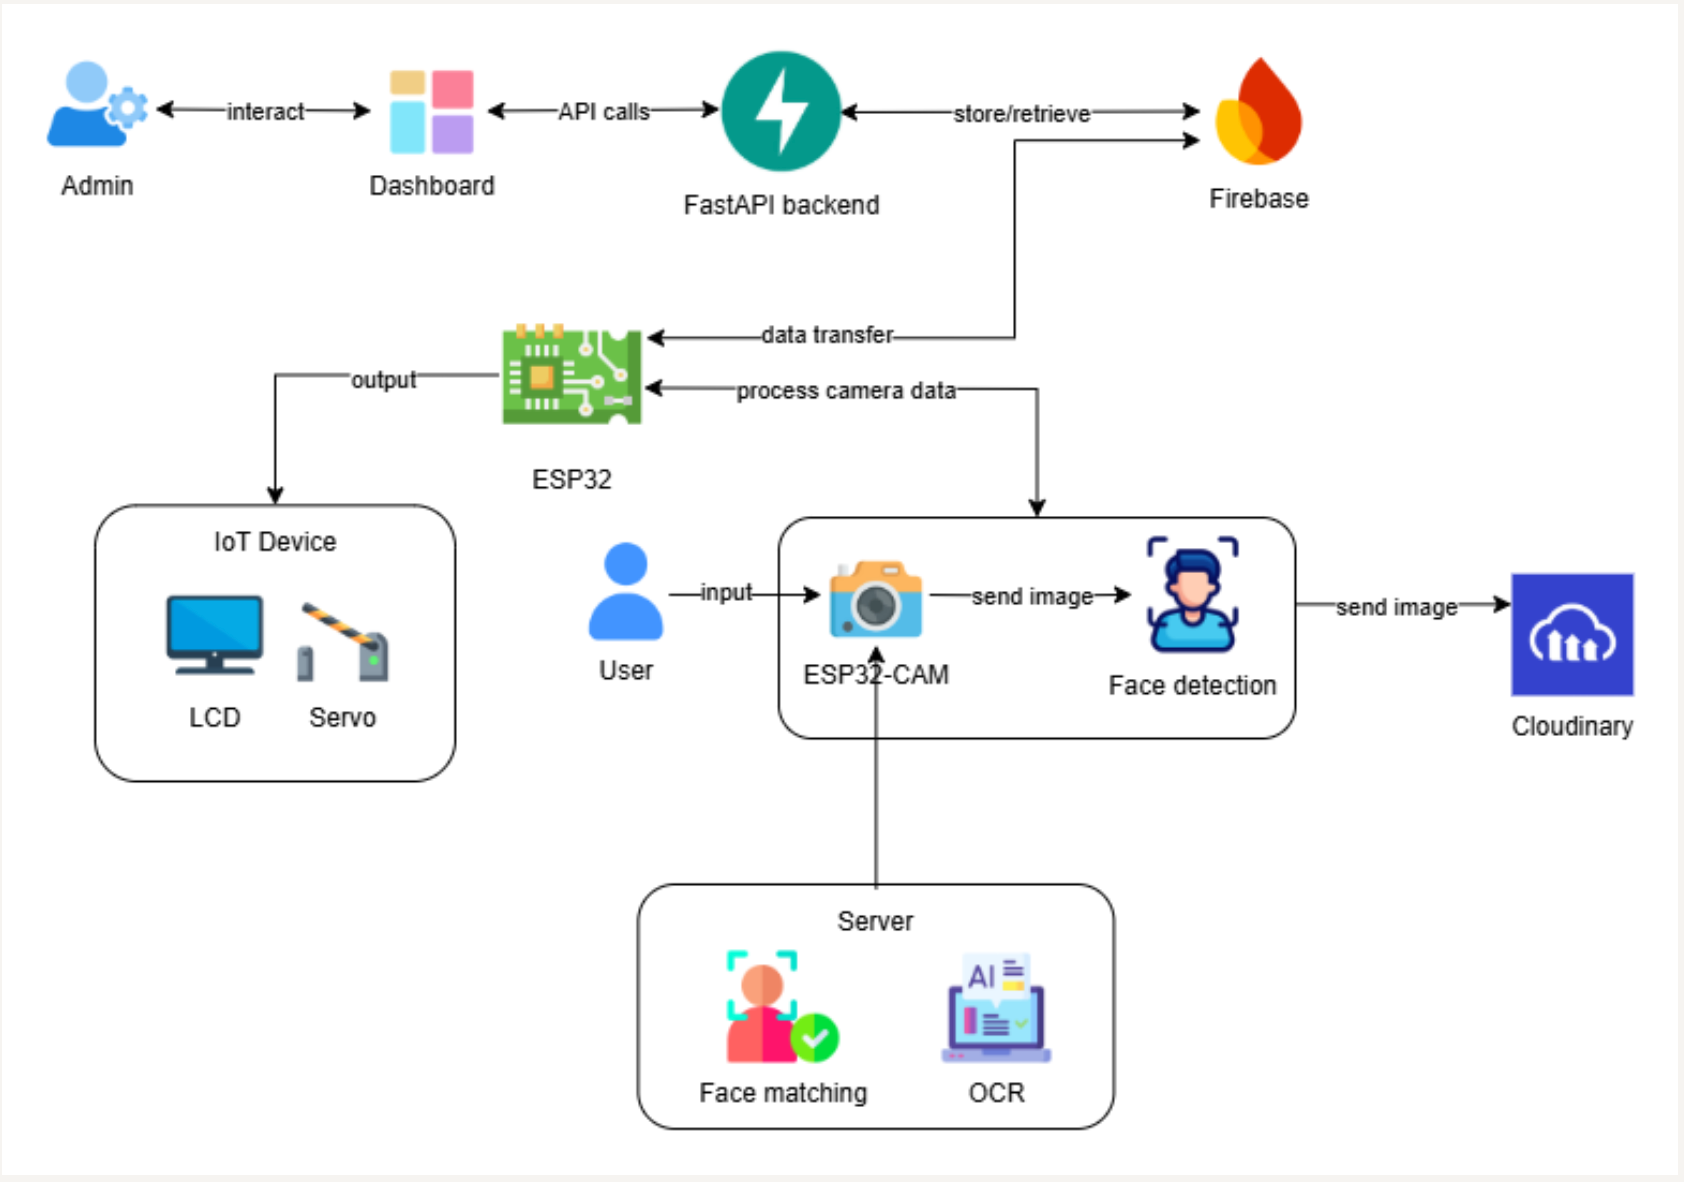 interact
API calls
store/retrieve
Admin
Dashboard
FastAPI backend
Firebase
data transfer
output
process camera data
ESP32
IoT Device
input
send image
send image
User
ESP32-CAM
Face detection
LCD
Servo
Cloudinary
Server
AI
Face matching
OCR